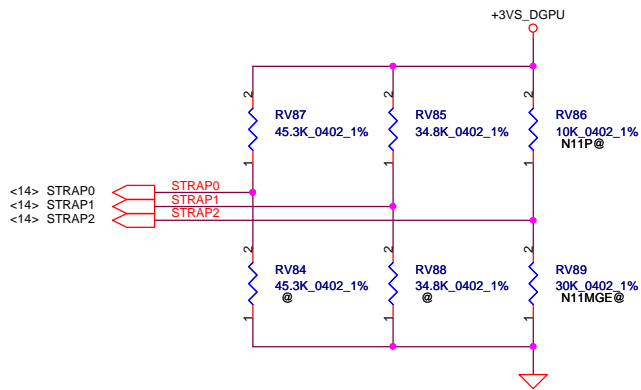 +3VS_DGPU
2
2
2
RV87
45.3K_0402_1%
RV85
34.8K_0402_1%
RV86
10K_0402_1%
N11P@
1
1
1
<14> STRAP0
STRAP0
<14> STRAP1
STRAP1
<14> STRAP2
STRAP2
2
2
2
RV84
45.3K_0402_1%
@
RV88
34.8K_0402_1%
@
RV89
30K_0402_1%
N11MGE@
1
1
1